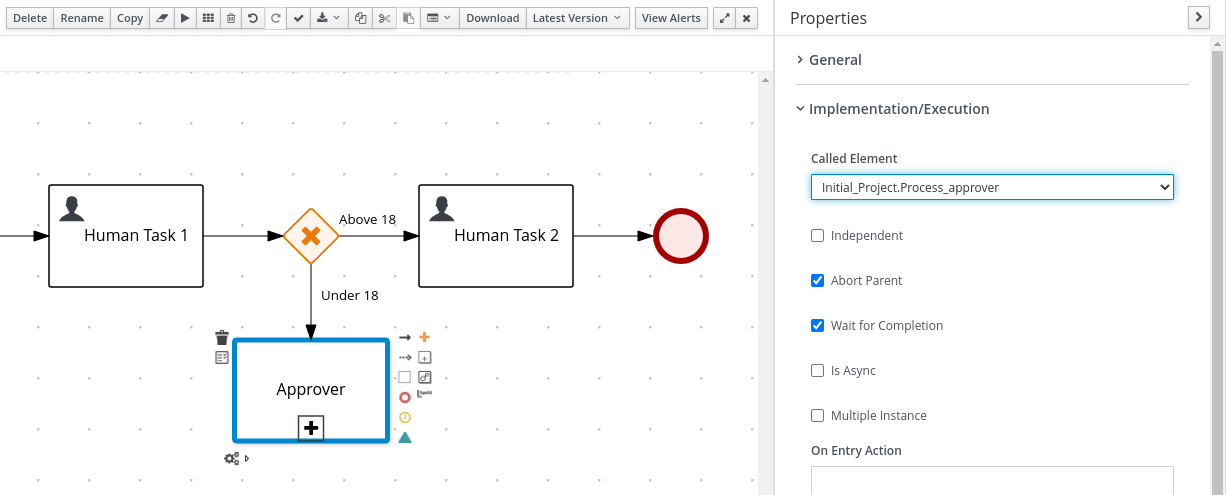 Delete Rename Copy Download Latest Version View Alerts
Properties
General
Implementation/Execution
Called Element
Initial_Project.Process_approver
Independent
Abort Parent
Wait for Completion
Is Async
Multiple Instance
On Entry Action
Human Task 1
Above 18
Human Task 2
Under 18
Approver